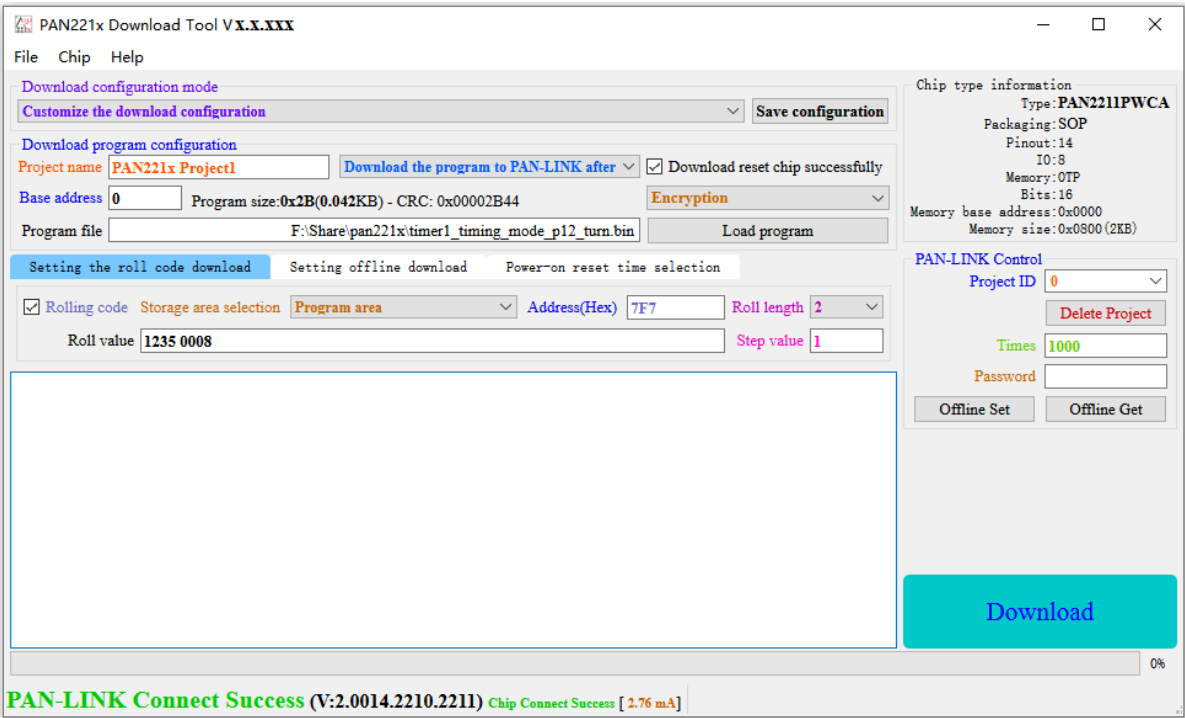 PAN221x Download Tool V x.x.xxx
File Chip Help
Download configuration mode
Customize the download configuration
Save configuration
Download program configuration
Project name PAN221x Project1 Download the program to PAN-LINK after Download reset chip successfully
Base address 0 Program size:0x2B(0.042KB) - CRC: 0x00002B44 Encryption
Program file F:\Share\pan221x\timer1_timing_mode_p12_turn.bin Load program
Setting the roll code download Setting offline download Power-on reset time selection
Rolling code Storage area selection Program area Address(Hex) 7F7 Roll length 2
Roll value 1235 0008 Step value 1
Chip type information
Type:PAN2211PWCA
Packaging:SOP
Pinout:14
IO:8
Memory:OTP
Bits:16
Memory base address:0x0000
Memory size:0x0800(2KB)
PAN-LINK Control
Project ID 0
Delete Project
Times 1000
Password
Offline Set Offline Get
Download
0%
PAN-LINK Connect Success (V:2.0014.2210.2211) Chip Connect Success [ 2.76 mA]